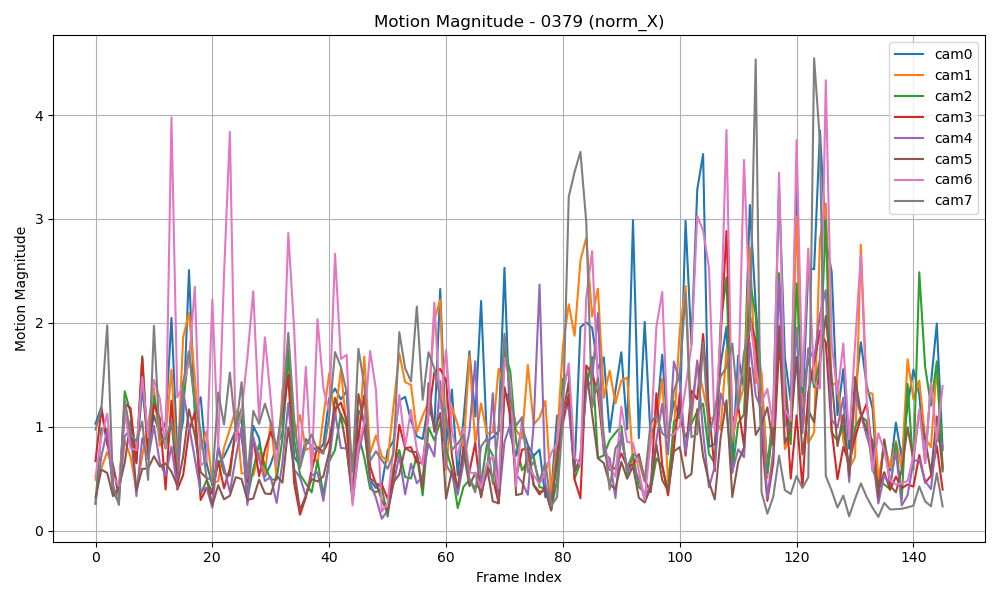 Motion Magnitude - 0379 (norm_X)
cam0
cam1
cam2
cam3
cam4
cam5
cam6
cam7
Motion Magnitude
4
3
2
1
0
0 20 40 60 80 100 120 140
Frame Index